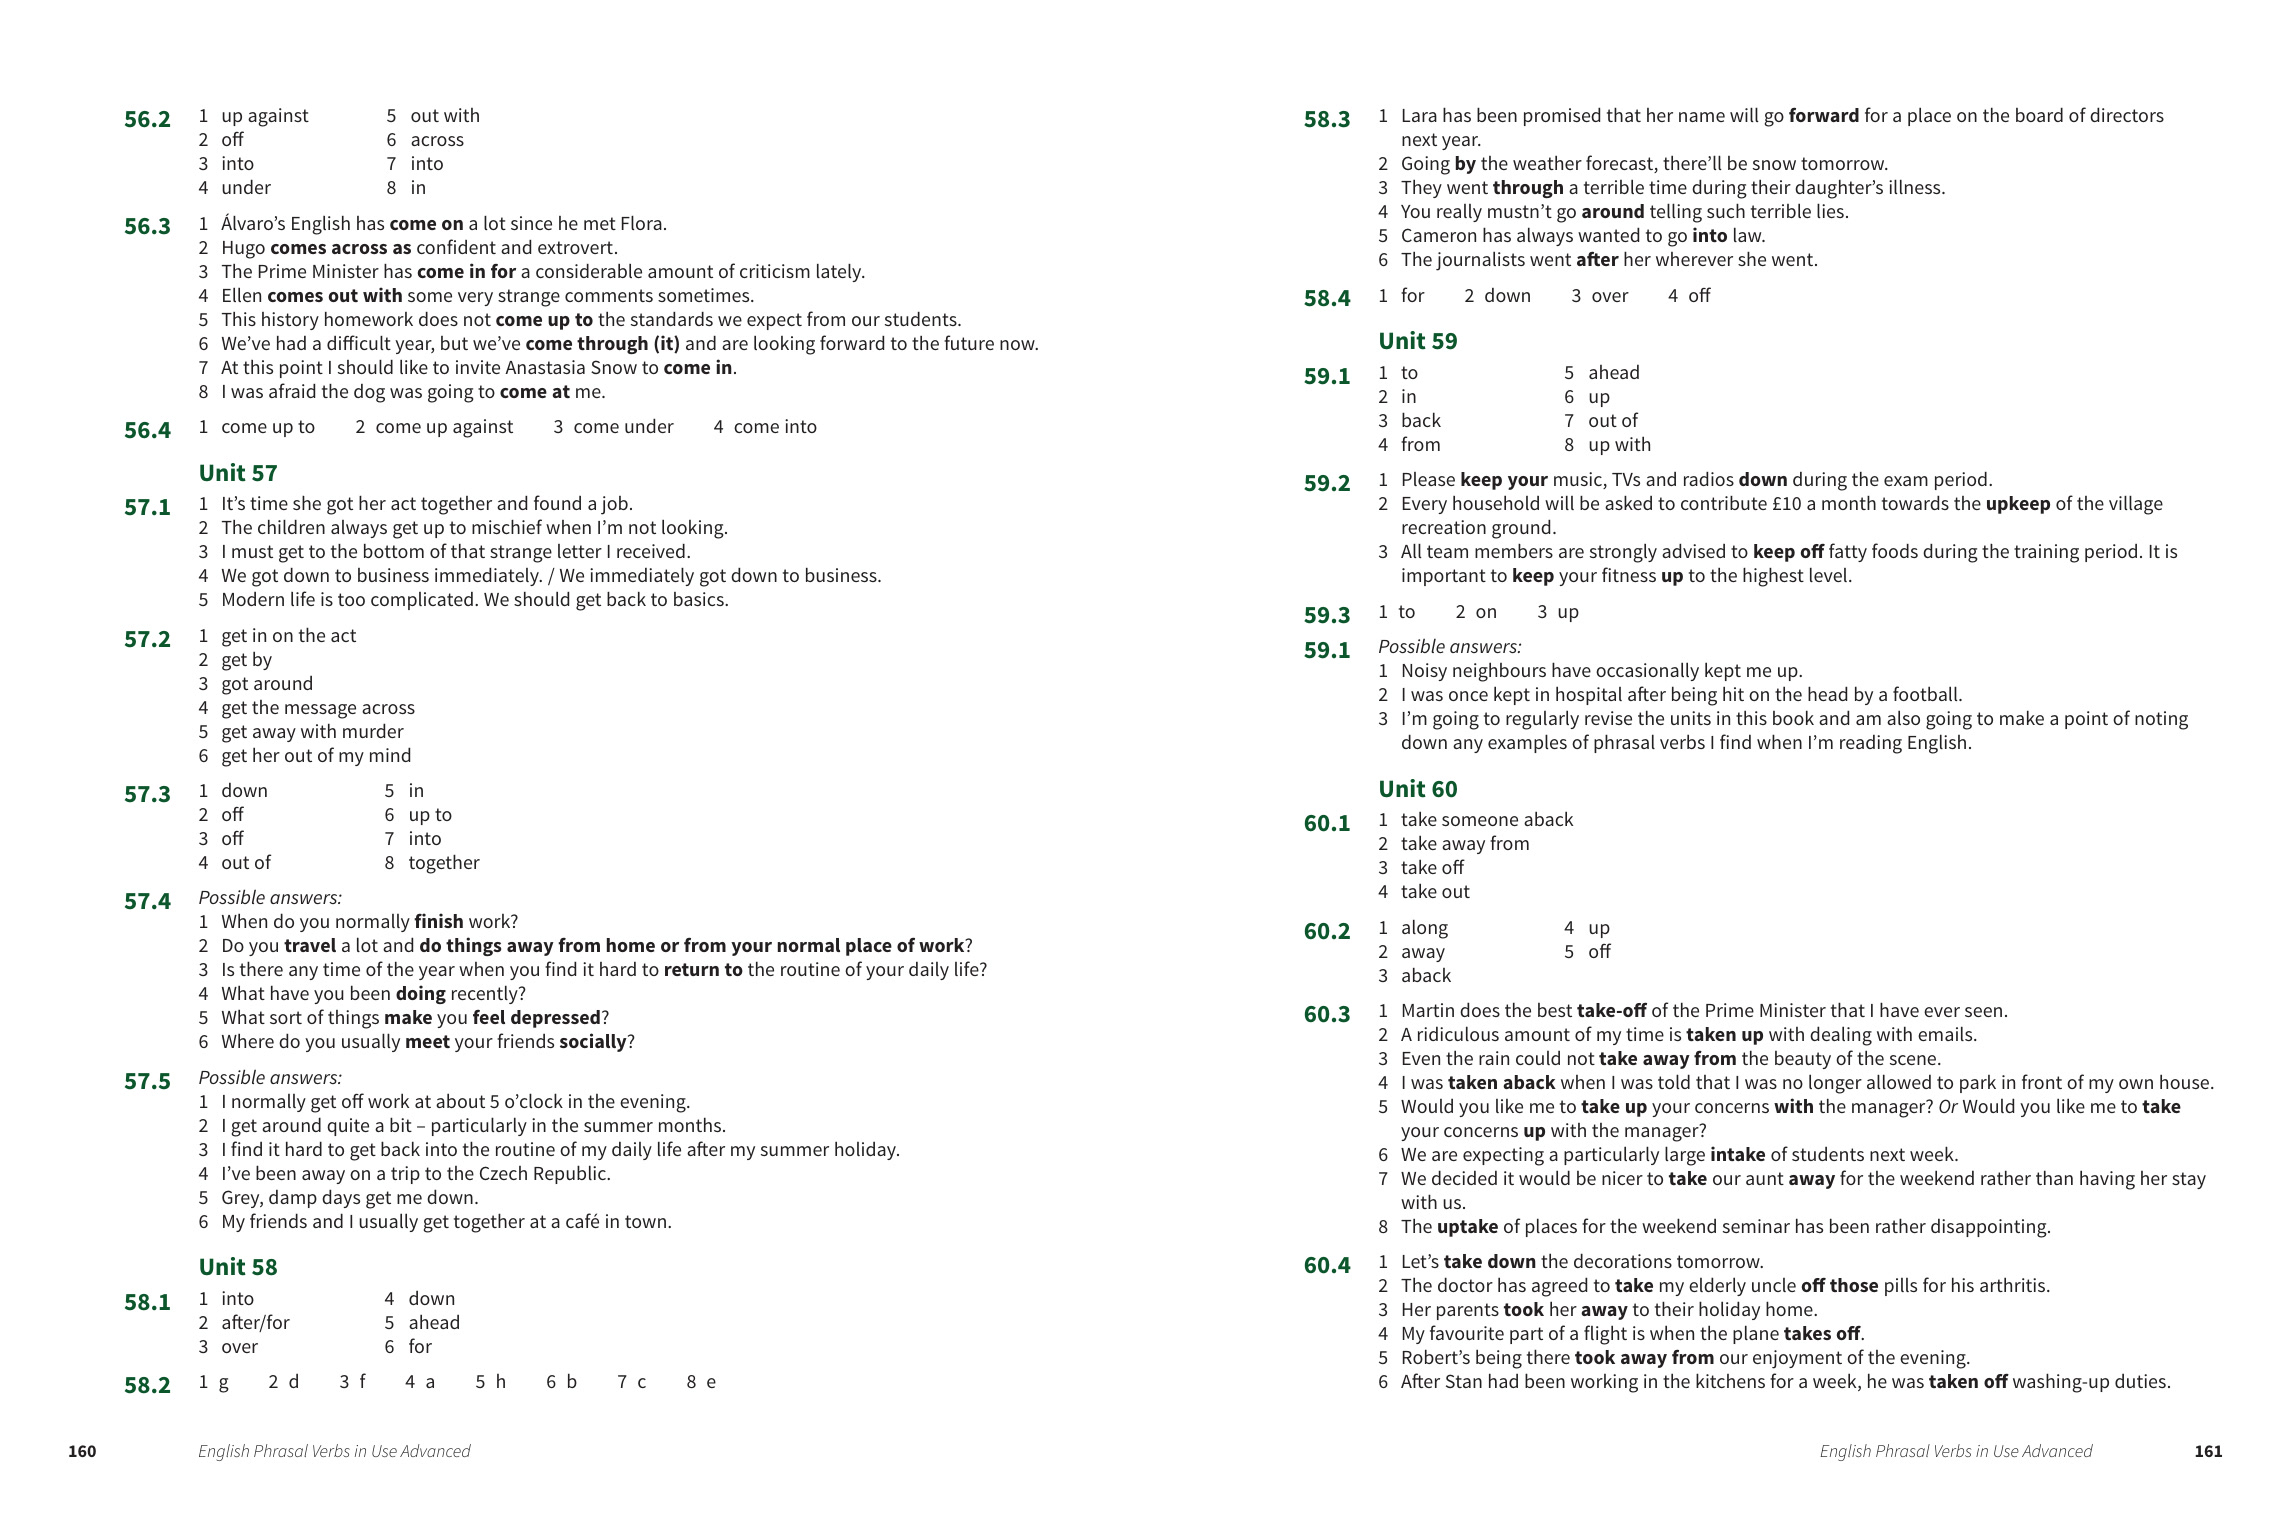 56.2 1 up against 5 out with
2 off 6 across
3 into 7 into
4 under 8 in
56.3 1 Álvaro’s English has come on a lot since he met Flora.
2 Hugo comes across as confident and extrovert.
3 The Prime Minister has come in for a considerable amount of criticism lately.
4 Ellen comes out with some very strange comments sometimes.
5 This history homework does not come up to the standards we expect from our students.
6 We’ve had a difficult year, but we’ve come through (it) and are looking forward to the future now.
7 At this point I should like to invite Anastasia Snow to come in.
8 I was afraid the dog was going to come at me.
56.4 1 come up to 2 come up against 3 come under 4 come into
Unit 57
57.1 1 It’s time she got her act together and found a job.
2 The children always get up to mischief when I’m not looking.
3 I must get to the bottom of that strange letter I received.
4 We got down to business immediately. / We immediately got down to business.
5 Modern life is too complicated. We should get back to basics.
57.2 1 get in on the act
2 get by
3 got around
4 get the message across
5 get away with murder
6 get her out of my mind
57.3 1 down 5 in
2 off 6 up to
3 off 7 into
4 out of 8 together
57.4 Possible answers:
1 When do you normally finish work?
2 Do you travel a lot and do things away from home or from your normal place of work?
3 Is there any time of the year when you find it hard to return to the routine of your daily life?
4 What have you been doing recently?
5 What sort of things make you feel depressed?
6 Where do you usually meet your friends socially?
57.5 Possible answers:
1 I normally get off work at about 5 o’clock in the evening.
2 I get around quite a bit – particularly in the summer months.
3 I find it hard to get back into the routine of my daily life after my summer holiday.
4 I’ve been away on a trip to the Czech Republic.
5 Grey, damp days get me down.
6 My friends and I usually get together at a café in town.
Unit 58
58.1 1 into 4 down
2 after/for 5 ahead
3 over 6 for
58.2 1 g 2 d 3 f 4 a 5 h 6 b 7 c 8 e
160 English Phrasal Verbs in Use Advanced
58.3 1 Lara has been promised that her name will go forward for a place on the board of directors
next year.
2 Going by the weather forecast, there’ll be snow tomorrow.
3 They went through a terrible time during their daughter’s illness.
4 You really mustn’t go around telling such terrible lies.
5 Cameron has always wanted to go into law.
6 The journalists went after her wherever she went.
58.4 1 for 2 down 3 over 4 off
Unit 59
59.1 1 to 5 ahead
2 in 6 up
3 back 7 out of
4 from 8 up with
59.2 1 Please keep your music, TVs and radios down during the exam period.
2 Every household will be asked to contribute £10 a month towards the upkeep of the village
recreation ground.
3 All team members are strongly advised to keep off fatty foods during the training period. It is
important to keep your fitness up to the highest level.
59.3 1 to 2 on 3 up
59.1 Possible answers:
1 Noisy neighbours have occasionally kept me up.
2 I was once kept in hospital after being hit on the head by a football.
3 I’m going to regularly revise the units in this book and am also going to make a point of noting
down any examples of phrasal verbs I find when I’m reading English.
Unit 60
60.1 1 take someone aback
2 take away from
3 take off
4 take out
60.2 1 along 4 up
2 away 5 off
3 aback
60.3 1 Martin does the best take-off of the Prime Minister that I have ever seen.
2 A ridiculous amount of my time is taken up with dealing with emails.
3 Even the rain could not take away from the beauty of the scene.
4 I was taken aback when I was told that I was no longer allowed to park in front of my own house.
5 Would you like me to take up your concerns with the manager? Or Would you like me to take
your concerns up with the manager?
6 We are expecting a particularly large intake of students next week.
7 We decided it would be nicer to take our aunt away for the weekend rather than having her stay
with us.
8 The uptake of places for the weekend seminar has been rather disappointing.
60.4 1 Let’s take down the decorations tomorrow.
2 The doctor has agreed to take my elderly uncle off those pills for his arthritis.
3 Her parents took her away to their holiday home.
4 My favourite part of a flight is when the plane takes off.
5 Robert’s being there took away from our enjoyment of the evening.
6 After Stan had been working in the kitchens for a week, he was taken off washing-up duties.
English Phrasal Verbs in Use Advanced 161